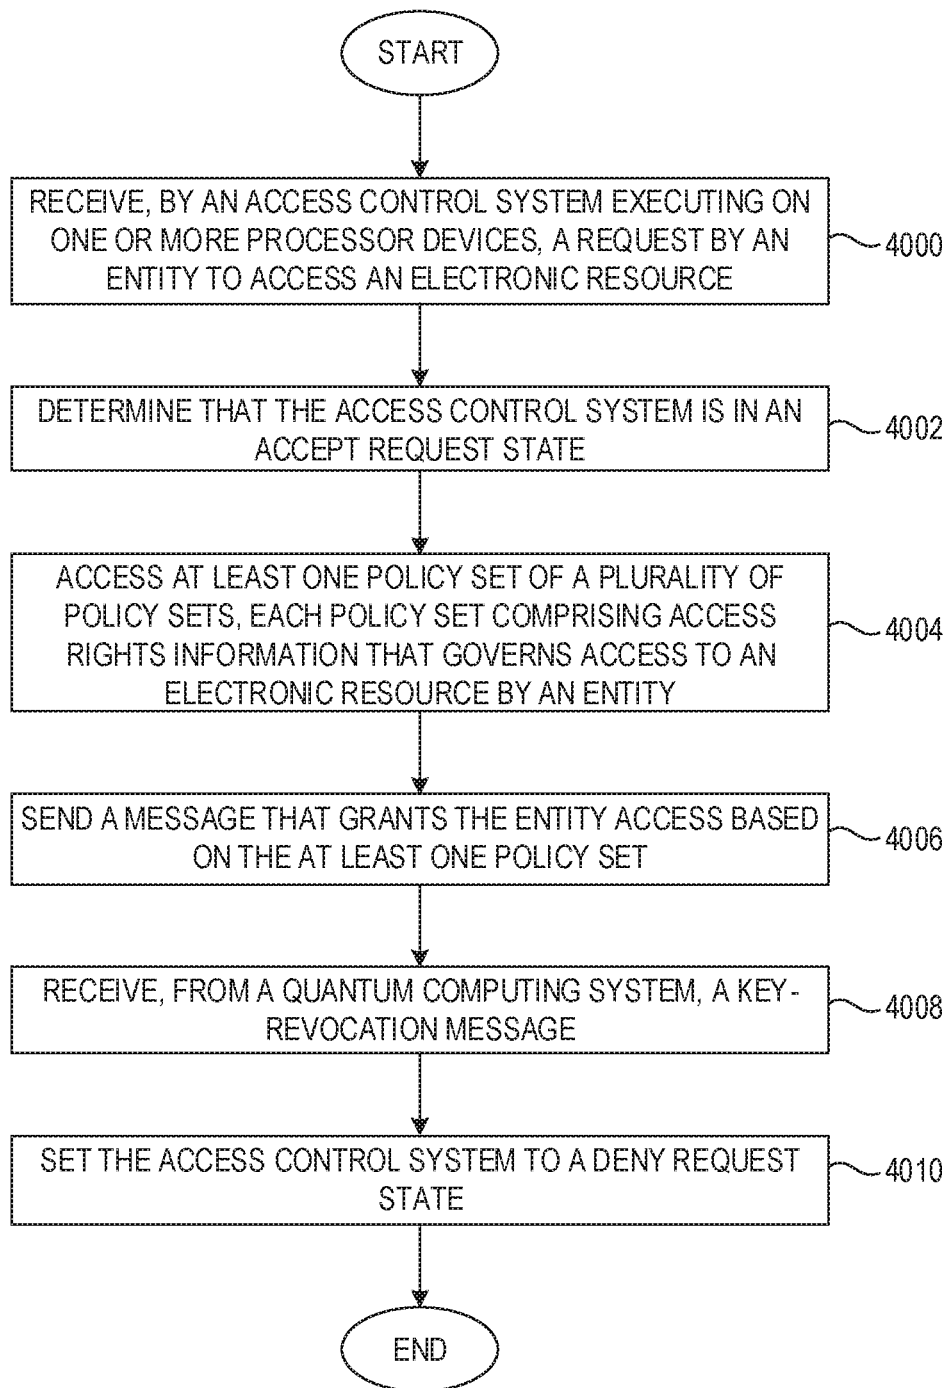 START
RECEIVE, BY AN ACCESS CONTROL SYSTEM EXECUTING ON
ONE OR MORE PROCESSOR DEVICES, A REQUEST BY AN
ENTITY TO ACCESS AN ELECTRONIC RESOURCE
4000
DETERMINE THAT THE ACCESS CONTROL SYSTEM IS IN AN
ACCEPT REQUEST STATE
4002
ACCESS AT LEAST ONE POLICY SET OF A PLURALITY OF
POLICY SETS, EACH POLICY SET COMPRISING ACCESS
RIGHTS INFORMATION THAT GOVERNS ACCESS TO AN
ELECTRONIC RESOURCE BY AN ENTITY
4004
SEND A MESSAGE THAT GRANTS THE ENTITY ACCESS BASED
ON THE AT LEAST ONE POLICY SET
4006
RECEIVE, FROM A QUANTUM COMPUTING SYSTEM, A KEY-
REVOCATION MESSAGE
4008
SET THE ACCESS CONTROL SYSTEM TO A DENY REQUEST
STATE
4010
END